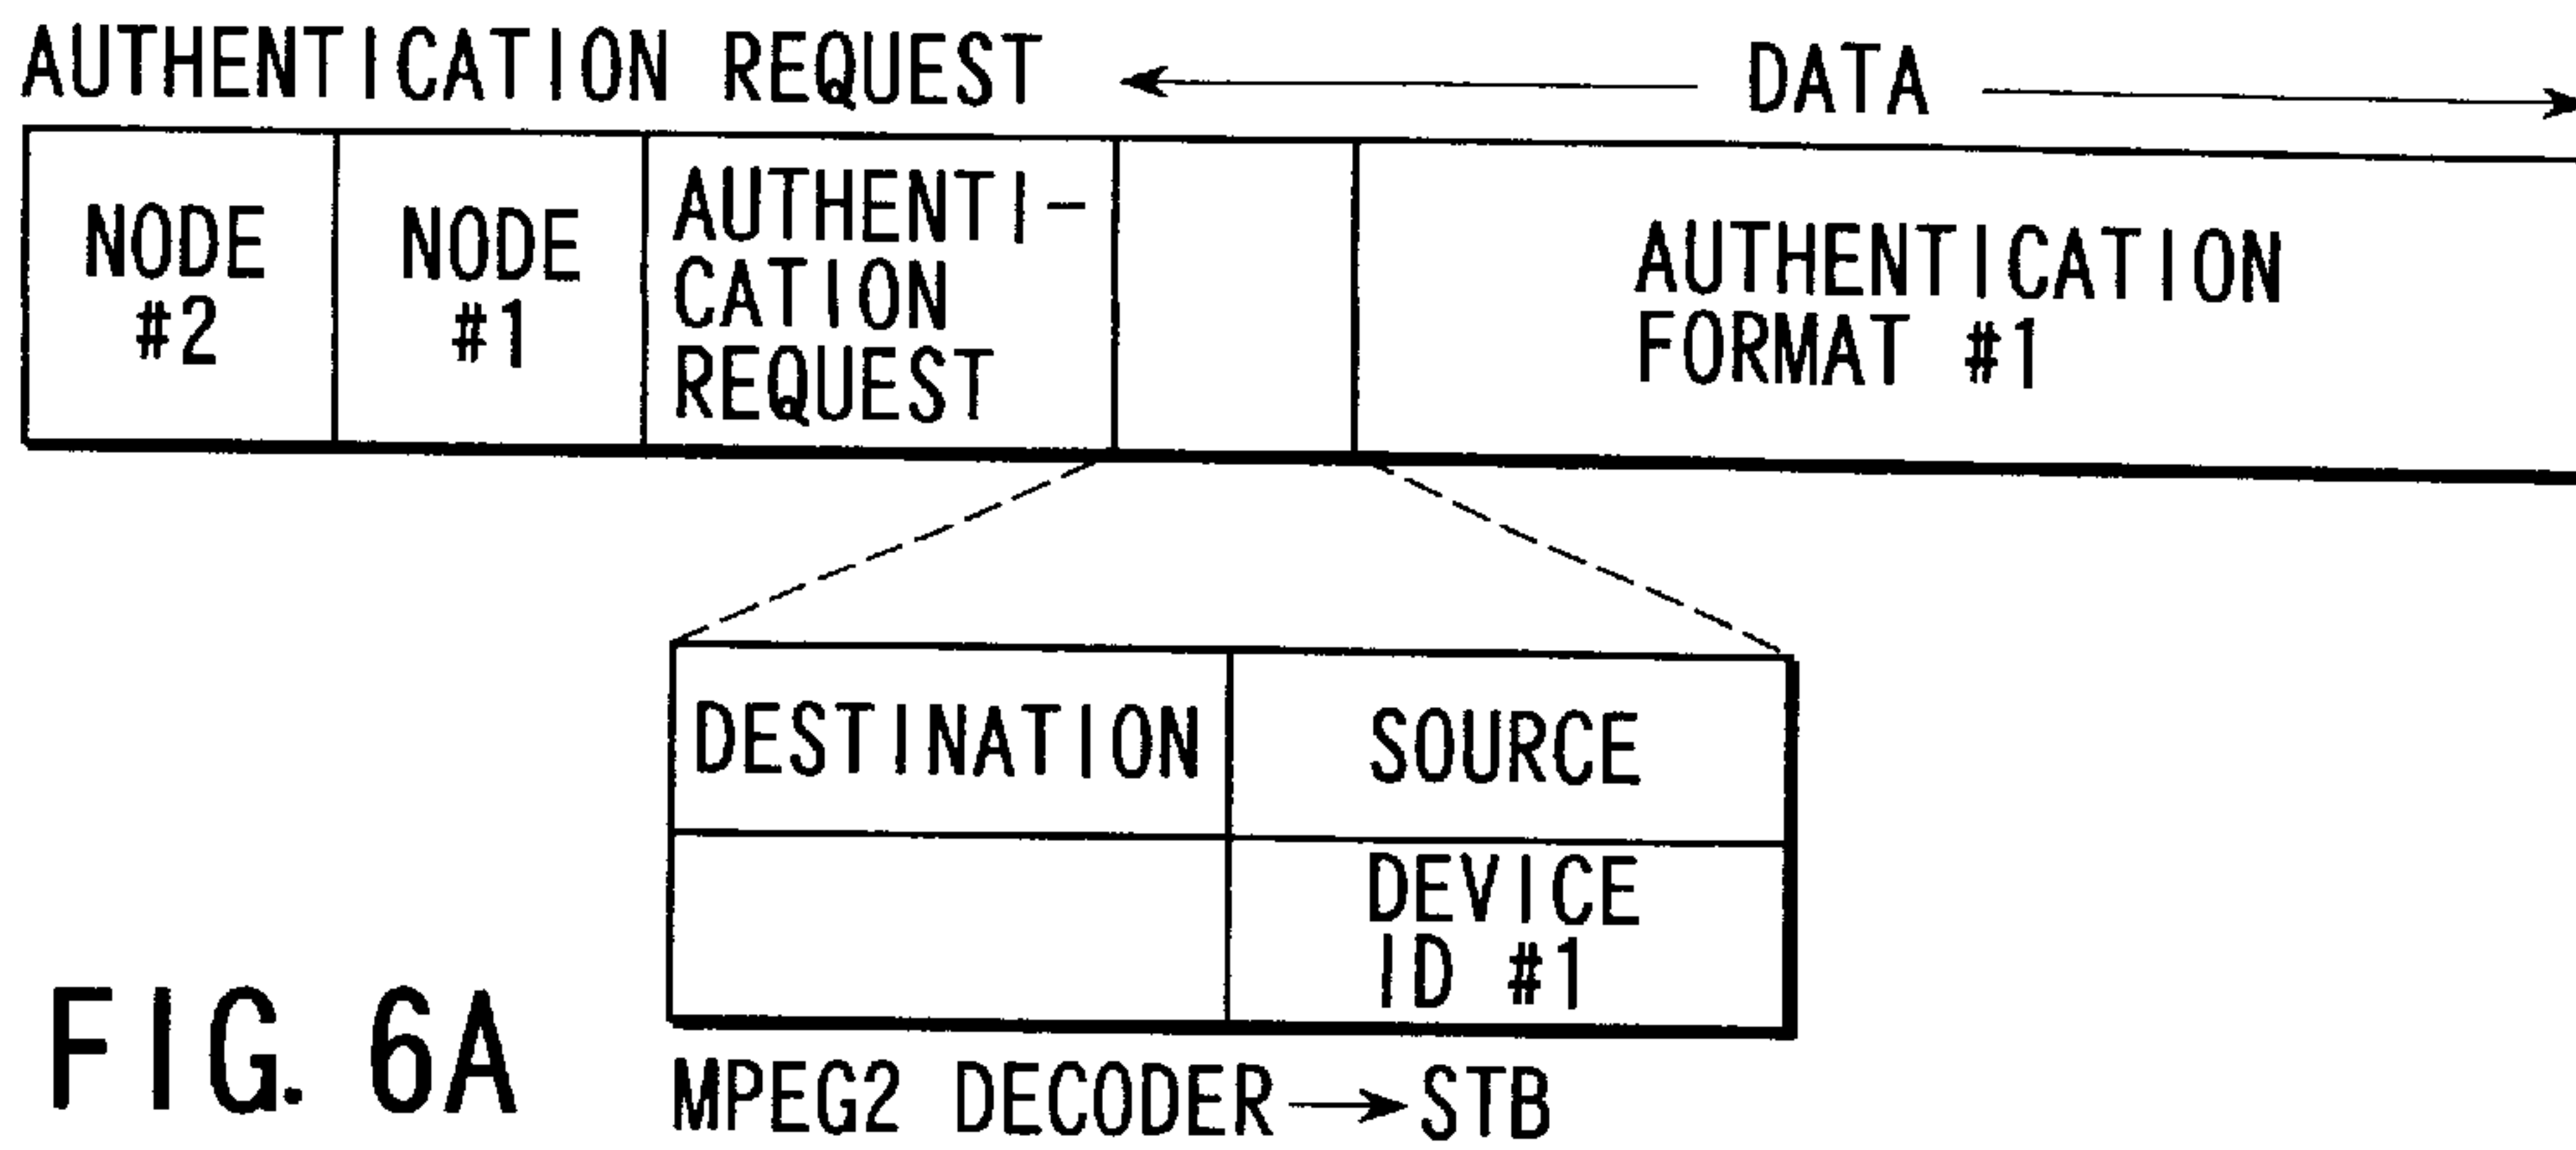 AUTHENTICATION REQUEST
DATA
NODE
#2
NODE
#1
AUTHENTI-
CATION
REQUEST
AUTHENTICATION
FORMAT #1
DESTINATION
SOURCE
DEVICE
ID #1
MPEG2 DECODER → STB
FIG. 6A